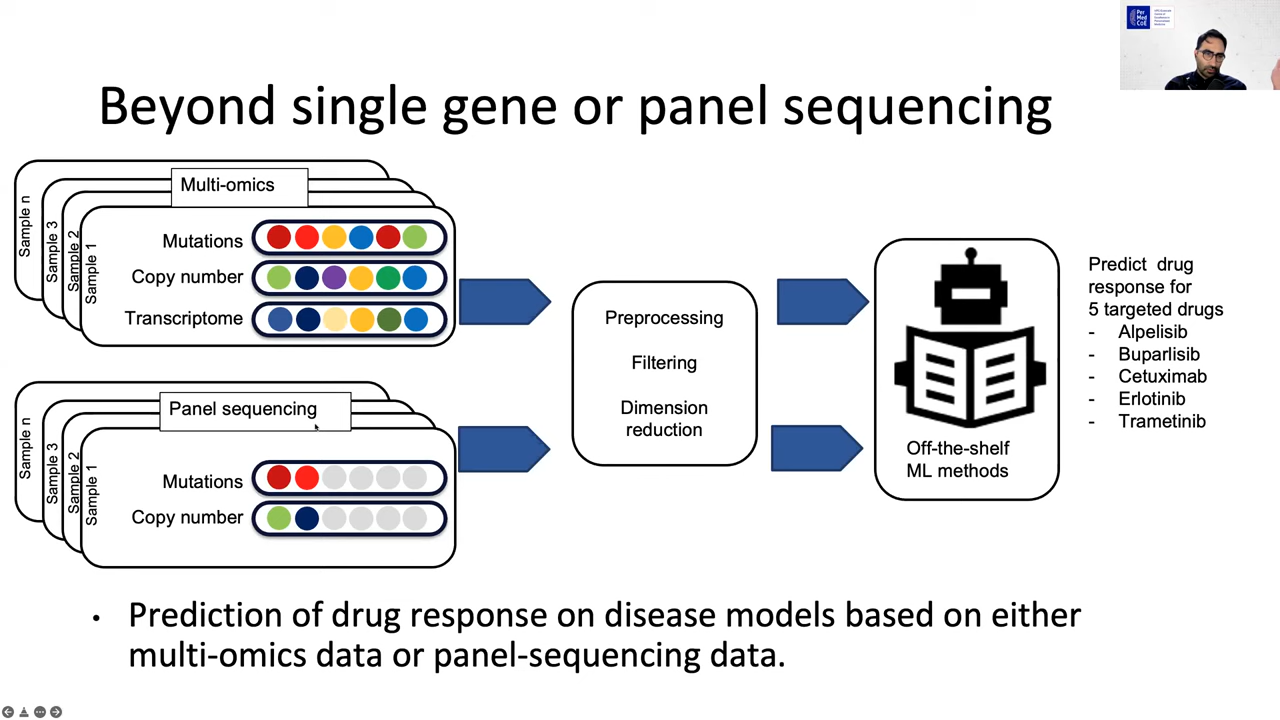 Per
Med
CoE
Beyond single gene or panel sequencing
Multi-omics
Sample n
Sample 3
Sample 2
Sample 1
Mutations
Copy number
Transcriptome
Panel sequencing
Sample n
Sample 3
Sample 2
Sample 1
Mutations
Copy number
Preprocessing
Filtering
Dimension
reduction
Off-the-shelf
ML methods
Predict drug
response for
5 targeted drugs
- Alpelisib
- Buparlisib
- Cetuximab
- Erlotinib
- Trametinib
• Prediction of drug response on disease models based on either
multi-omics data or panel-sequencing data.